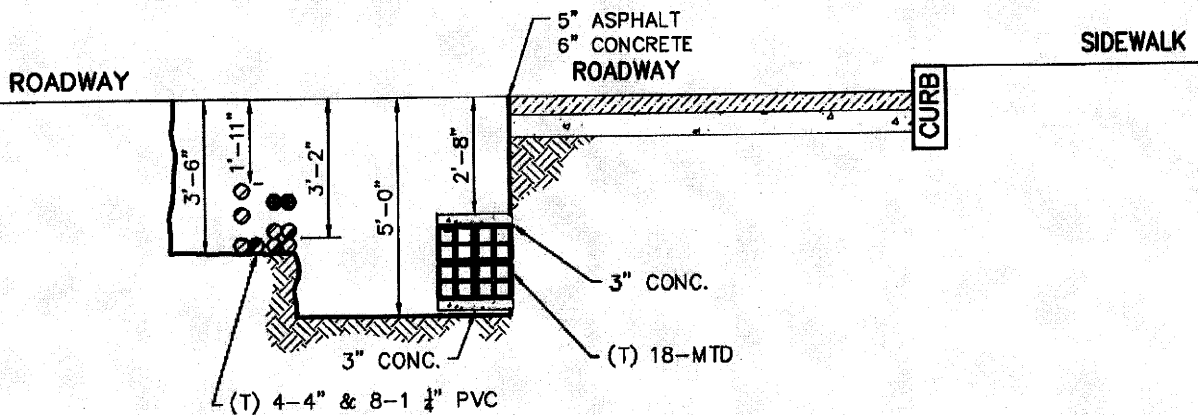 5" ASPHALT
6" CONCRETE
ROADWAY
SIDEWALK
ROADWAY
CURB
3'-6"
1'-11"
3'-2"
5'-0"
2'-8"
3" CONC.
3" CONC.
(T) 18-MTD
(T) 4-4" & 8-1 1/4" PVC